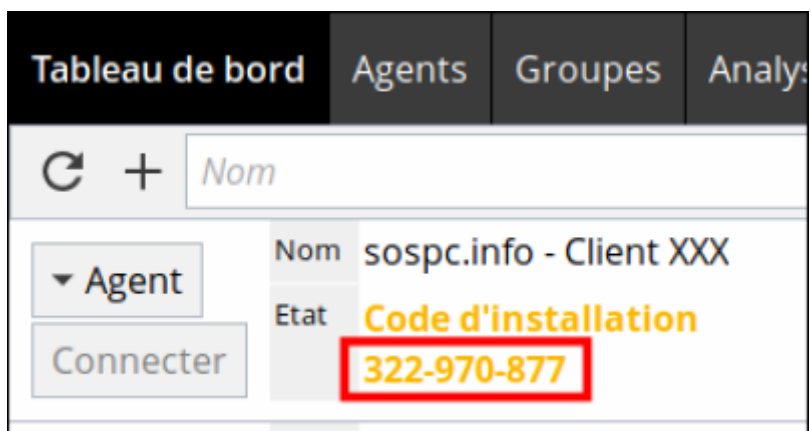 Tableau de bord Agents Groupes
Nom
Nom sospc.info - Client XXX
Agent
Etat Code d'installation
Connecter
322-970-877